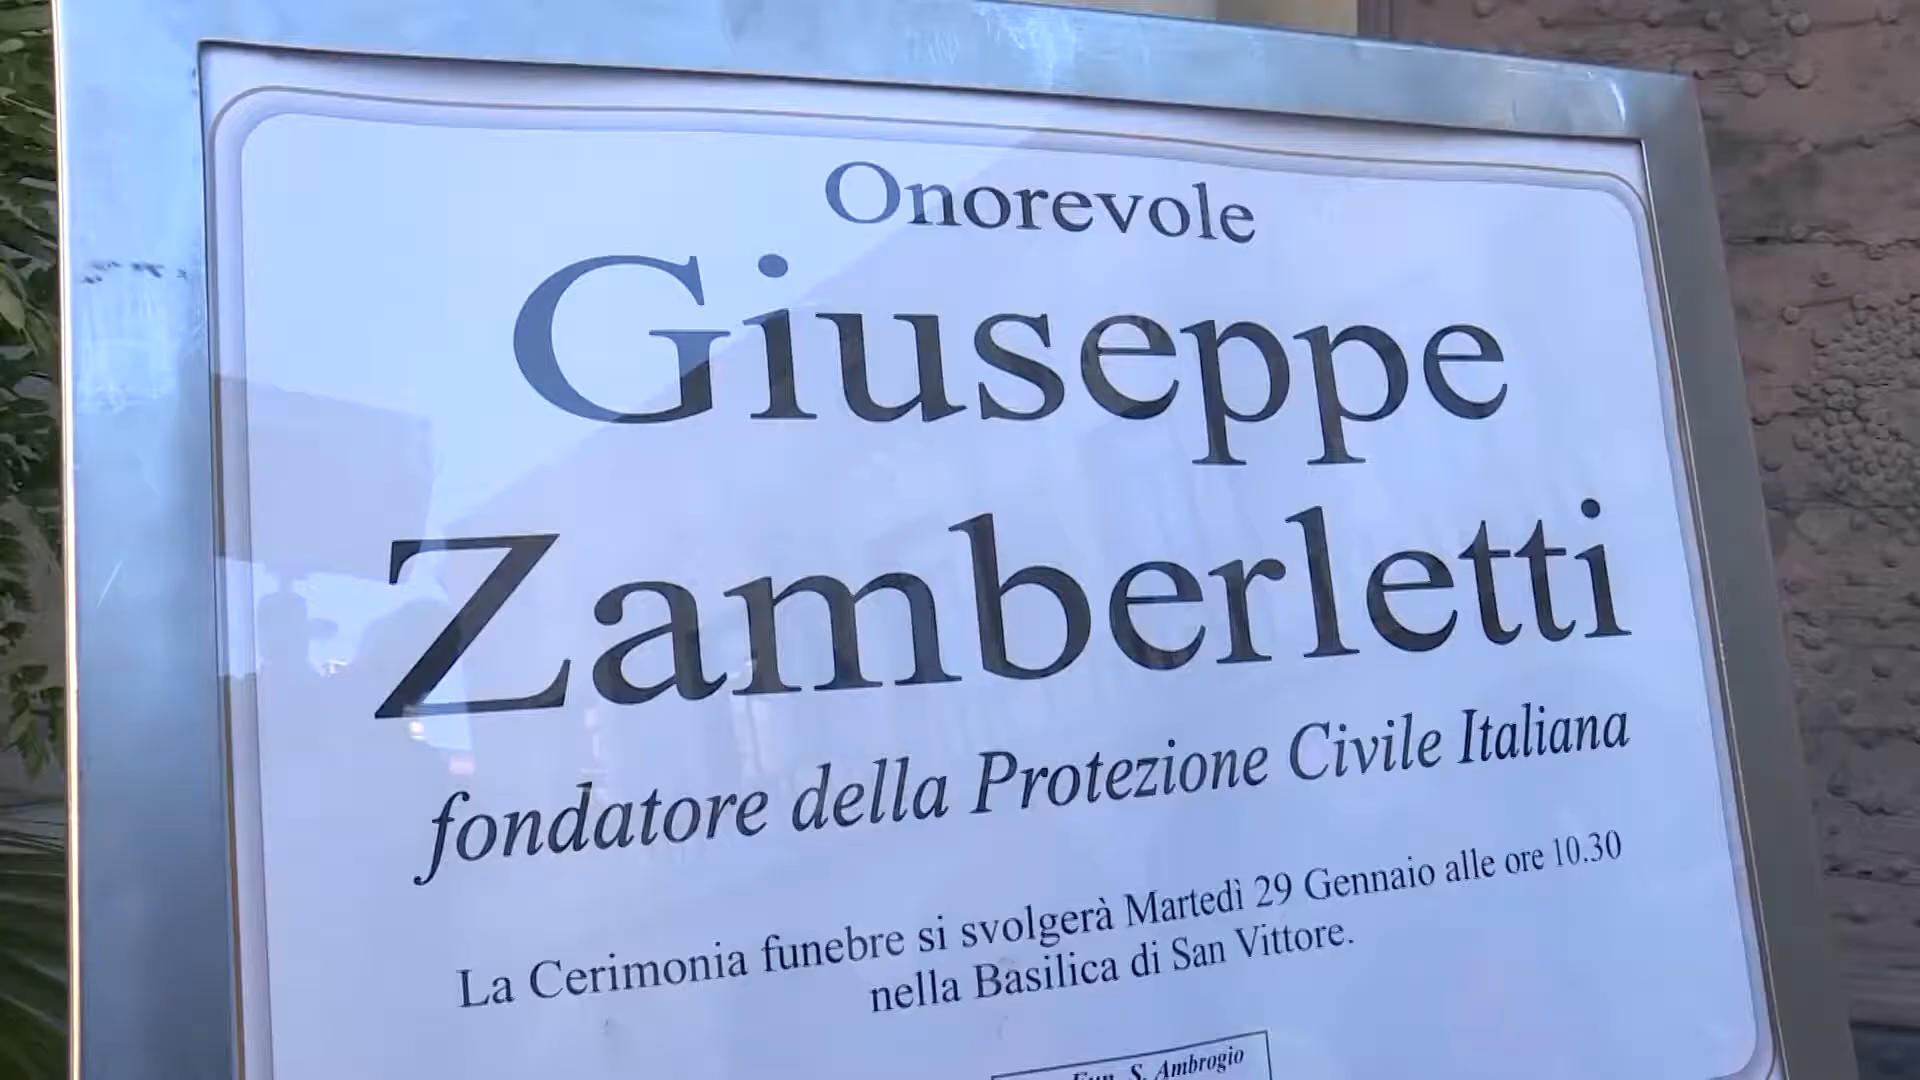 Onorevole
Giuseppe
Zamberletti
fondatore della Protezione Civile Italiana
La Cerimonia funebre si svolgerà Martedì 29 Gennaio alle ore 10.30
nella Basilica di San Vittore.
S. Ambrogio